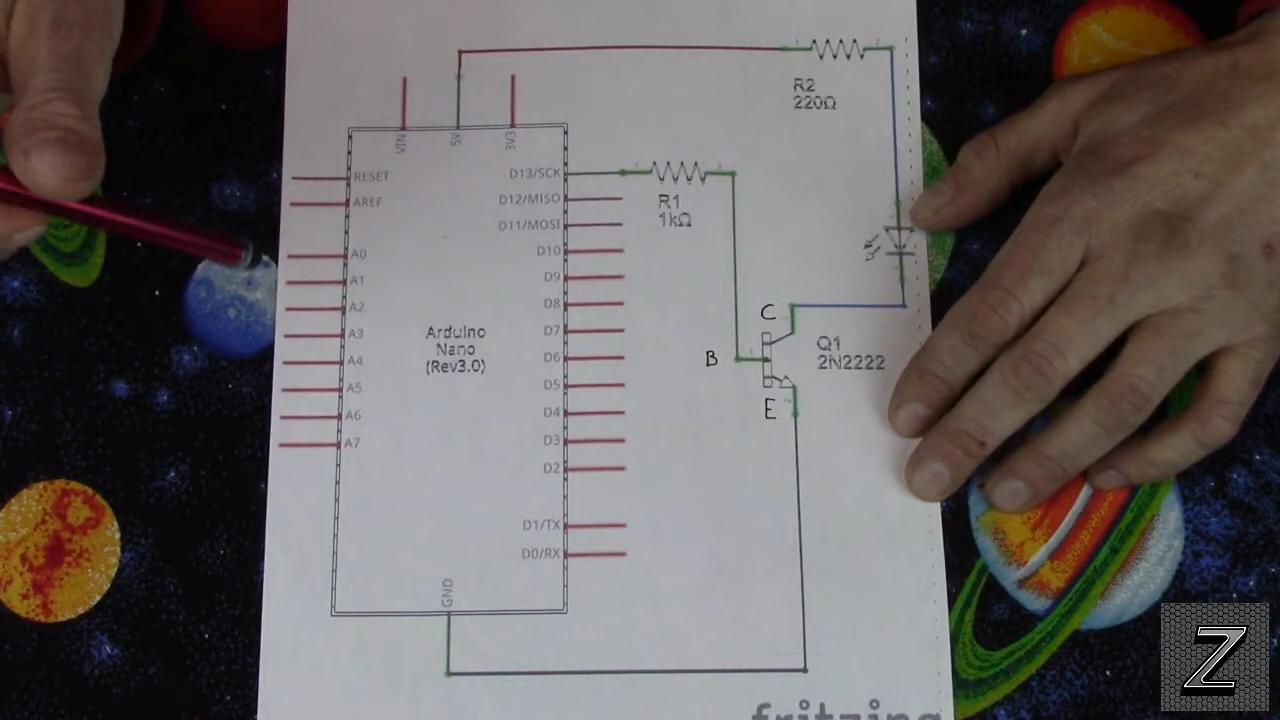 R2
220Ω
VIN
5V
3V3
RESET
AREF
A0
A1
A2
A3
A4
A5
A6
A7
Arduino
Nano
(Rev3.0)
D13/SCK
D12/MISO
D11/MOSI
D10
D9
D8
D7
D6
D5
D4
D3
D2
D1/TX
D0/RX
GND
R1
1kΩ
C
B
E
Q1
2N2222
fritzing
Z